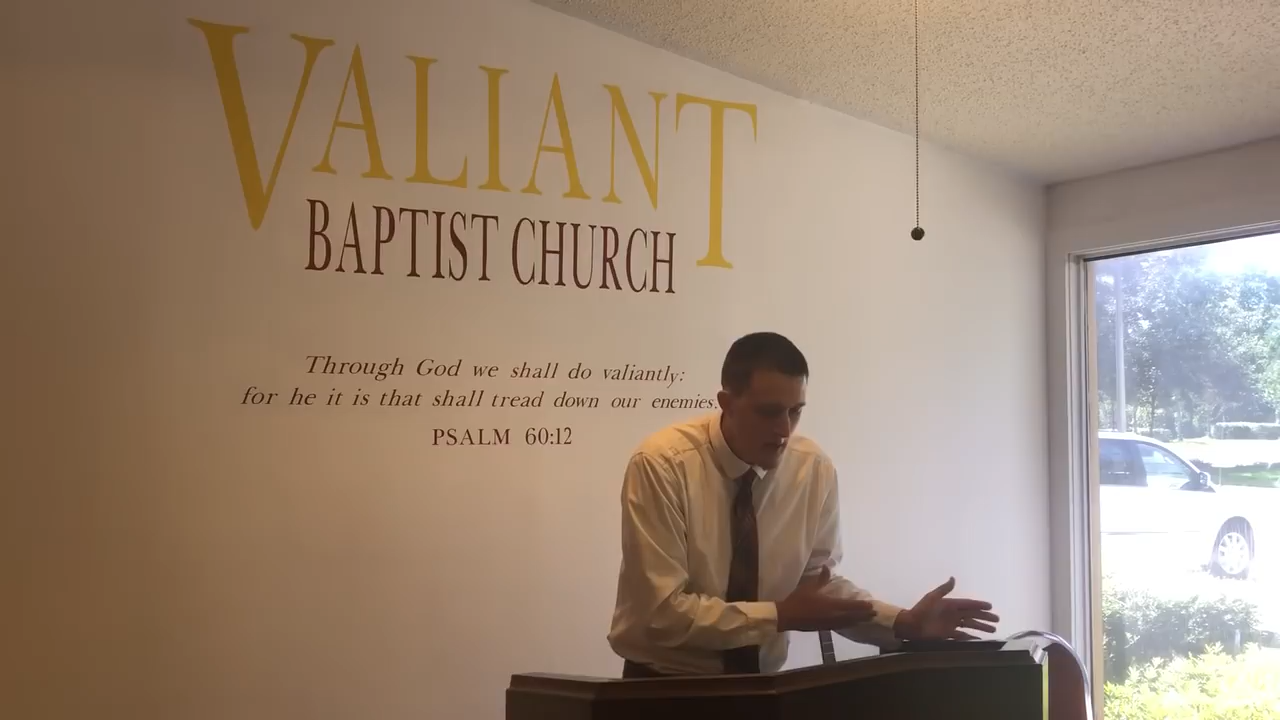 VALIANT
BAPTIST CHURCH
Through God we shall do valiantly:
for he it is that shall tread down our enemies.
PSALM 60:12